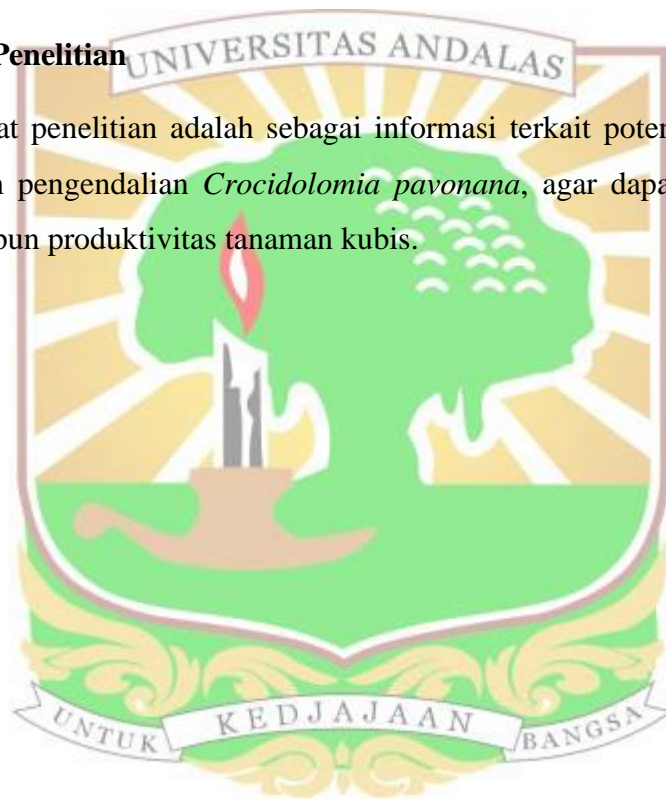 UNIVERSITAS ANDALAS
Penelitian
at penelitian adalah sebagai informasi terkait poten
pengendalian Crocidolomia pavonana, agar dapa
pun produktivitas tanaman kubis.
UNTUK KEDJAJAAN BANGSA